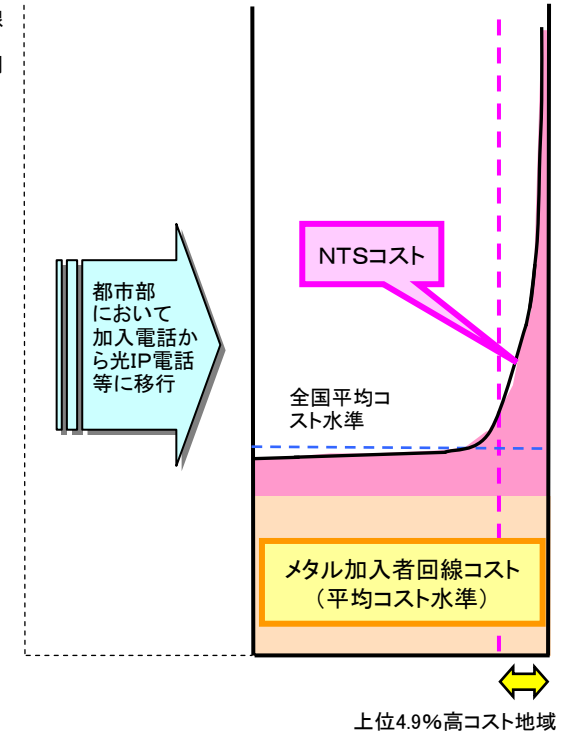 都市部
において
加入電話か
ら光IP電話
等に移行
NTSコスト
全国平均コ
スト水準
メタル加入者回線コスト
（平均コスト水準）
上位4.9%高コスト地域